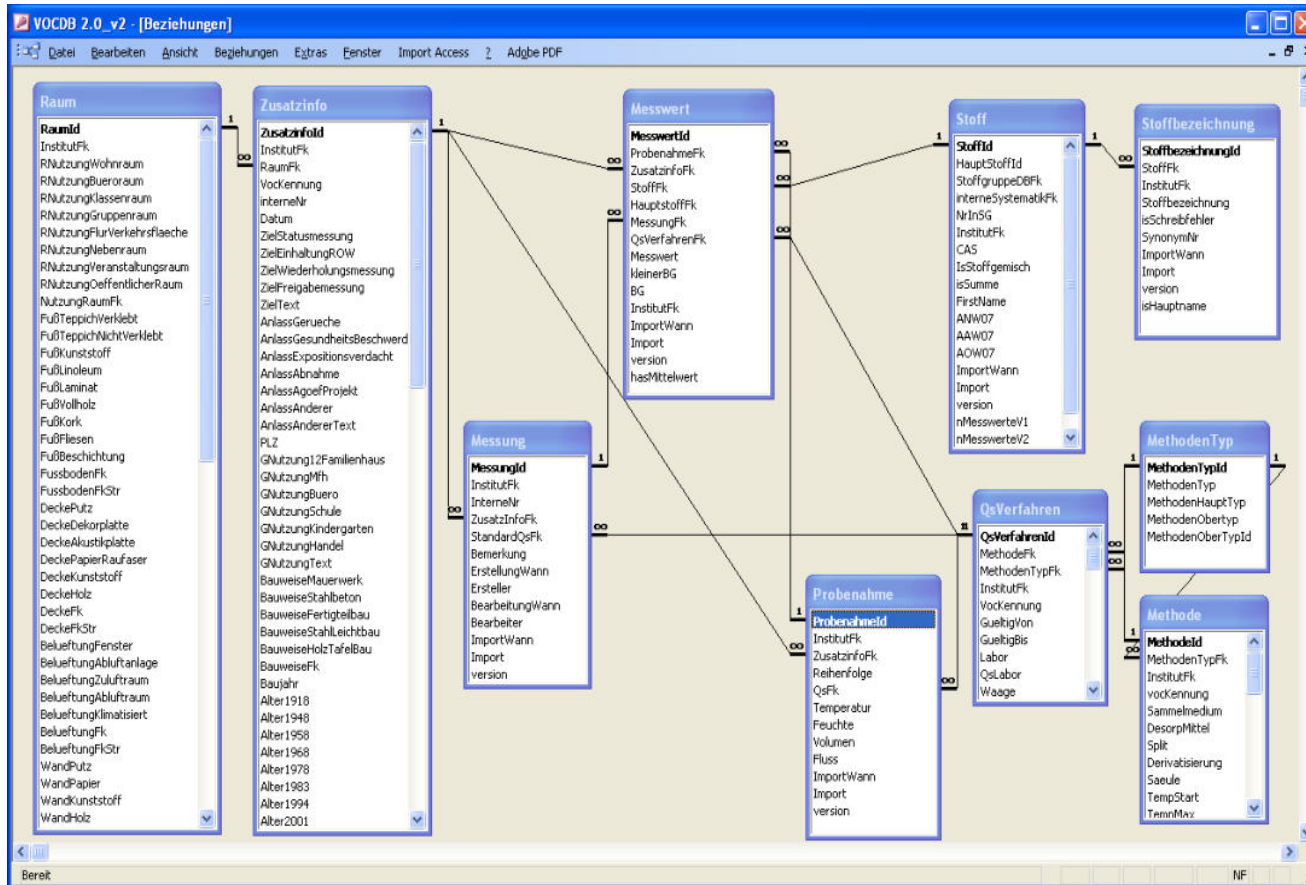 VOCDB 2.0_v2 - [Beziehungen]
Datei Bearbeiten Ansicht Beziehungen Extras Fenster Import Access ? Adobe PDF
Raum
RaumId
InstitutFk
RNutzungWohnraum
RNutzungBueroraum
RNutzungKlassenraum
RNutzungGruppenraum
RNutzungFlurVerkehrsflaeche
RNutzungNebenraum
RNutzungVeranstaltungsraum
RNutzungOeffentlicherRaum
NutzungRaumFk
FußTeppichVerklebt
FußTeppichNichtVerklebt
FußKunststoff
FußLinoleum
FußLaminat
FußVollholz
FußKork
FußFliesen
FußBeschichtung
FussbodenFk
FussbodenFkStr
DeckePutz
DeckeDekorplatte
DeckeAkustikplatte
DeckePapierRaufaser
DeckeKunststoff
DeckeHolz
DeckeFk
DeckeFkStr
BelueftungFenster
BelueftungAbluftanlage
BelueftungZuluftraum
BelueftungAbluftraum
BelueftungKlimatisiert
BelueftungFk
BelueftungFkStr
WandPutz
WandPapier
WandKunststoff
WandHolz
1
∞
Zusatzinfo
ZusatzinfoId
InstitutFk
RaumFk
VocKennung
interneNr
Datum
ZielStatusmessung
ZielEinhaltungROW
ZielWiederholungsmessung
ZielFreigabemessung
ZielText
AnlassGerueche
AnlassGesundheitsBeschwerd
AnlassExpositionsverdacht
AnlassAbnahme
AnlassAgoefProjekt
AnlassAnderer
AnlassAndererText
PLZ
GNutzung12Familienhaus
GNutzungMfh
GNutzungBuero
GNutzungSchule
GNutzungKindergarten
GNutzungHandel
GNutzungText
BauweiseMauerwerk
BauweiseStahlbeton
BauweiseFertigteilbau
BauweiseStahlLeichtbau
BauweiseHolzTafelBau
BauweiseFk
Baujahr
Alter1918
Alter1948
Alter1958
Alter1968
Alter1978
Alter1983
Alter1994
Alter2001
1
∞
Messung
MessungId
InstitutFk
InterneNr
ZusatzInfoFk
StandardQsFk
Bemerkung
ErstellungWann
Ersteller
BearbeitungWann
Bearbeiter
ImportWann
Import
version
1
∞
∞
∞
Messwert
MesswertId
ProbenahmeFk
ZusatzinfoFk
StoffFk
HauptstoffFk
MessungFk
QsVerfahrenFk
Messwert
kleinerBG
BG
InstitutFk
ImportWann
Import
version
hasMittelwert
∞
∞
∞
1
∞
Probenahme
ProbenahmeId
InstitutFk
ZusatzinfoFk
Reihenfolge
QsFk
Temperatur
Feuchte
Volumen
Fluss
ImportWann
Import
version
∞
1
Stoff
StoffId
HauptStoffId
StoffgruppeDBFk
interneSystematikFk
NrInSG
InstitutFk
CAS
IsStoffgemisch
isSumme
FirstName
ANW07
AAW07
AOW07
ImportWann
Import
version
nMesswerteV1
nMesswerteV2
1
∞
QsVerfahren
QsVerfahrenId
MethodeFk
MethodenTypFk
InstitutFk
VocKennung
GueltigVon
GueltigBis
Labor
QsLabor
Waage
∞
∞
Stoffbezeichnung
StoffbezeichnungId
StoffFk
InstitutFk
Stoffbezeichnung
isSchreibfehler
SynonymNr
ImportWann
Import
version
isHauptname
1
MethodenTyp
1
MethodenTypId
MethodenTyp
MethodenHauptTyp
MethodenObertyp
MethodenOberTypId
1
∞
Methode
MethodeId
MethodenTypFk
InstitutFk
vocKennung
Sammelmedium
DesorpMittel
Split
Derivatisierung
Saeule
TempStart
TempMax
Bereit
NF